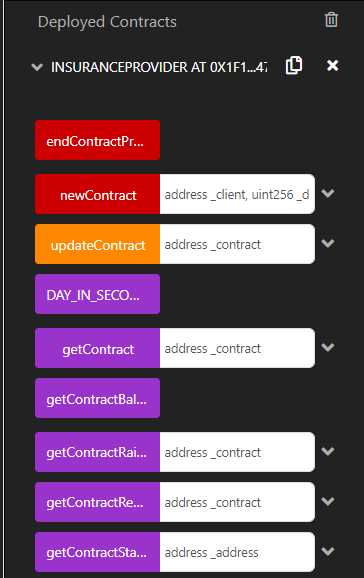 Deployed Contracts
INSURANCEPROVIDER AT 0X1F1...47
endContractPr...
newContract address _client, uint256 _d
updateContract address _contract
DAY_IN_SECO...
getContract address _contract
getContractBal...
getContractRai... address _contract
getContractRe... address _contract
getContractSta... address _address